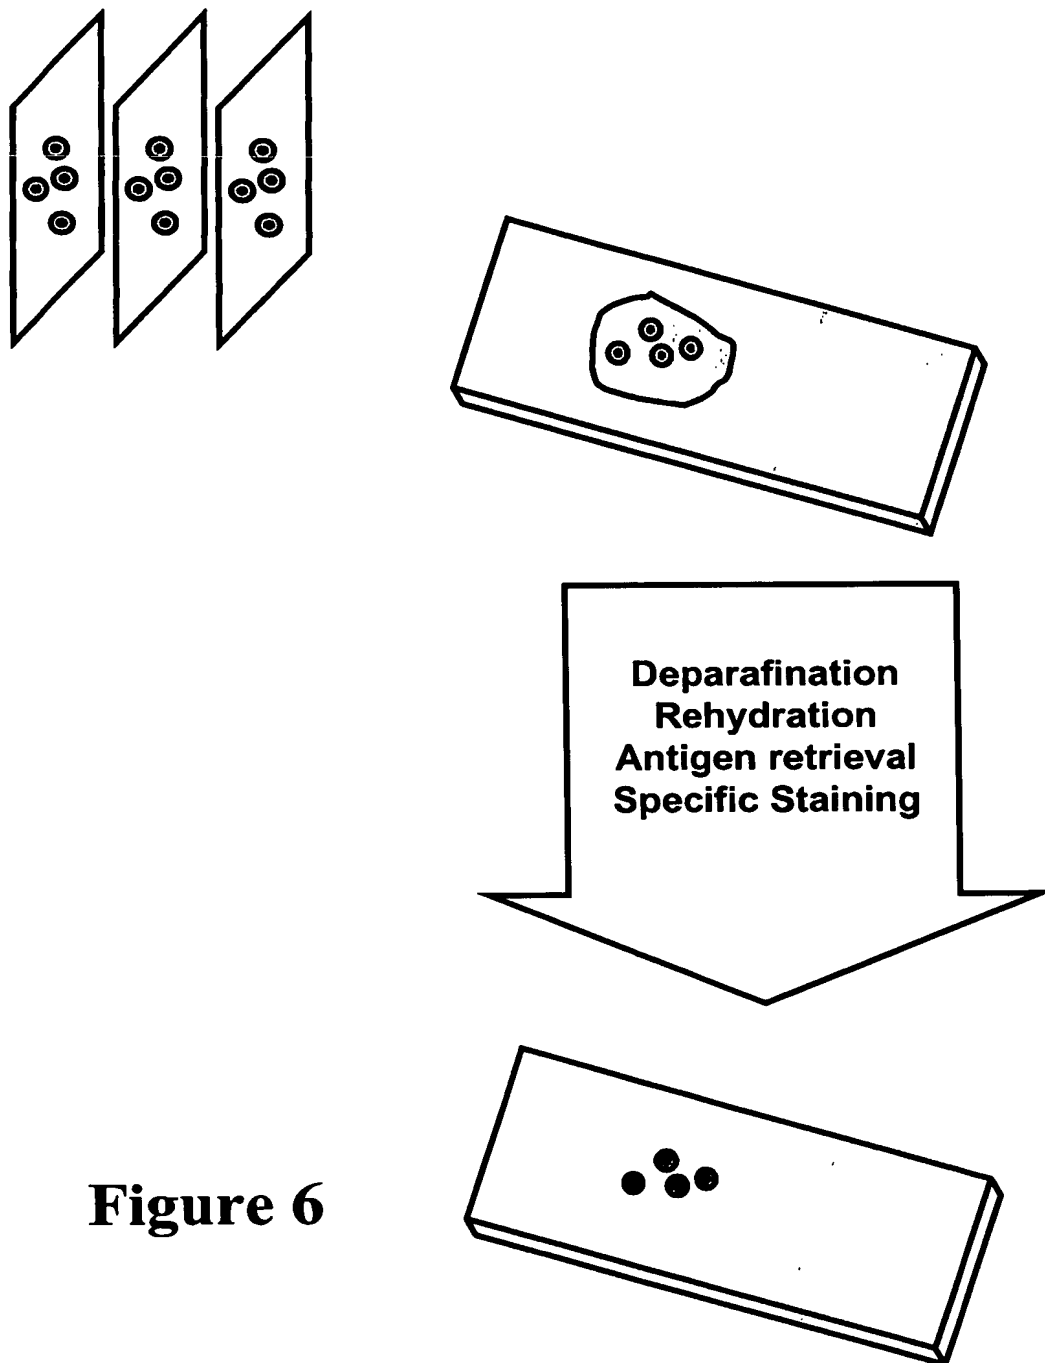 Deparafination
Rehydration
Antigen retrieval
Specific Staining
Figure 6